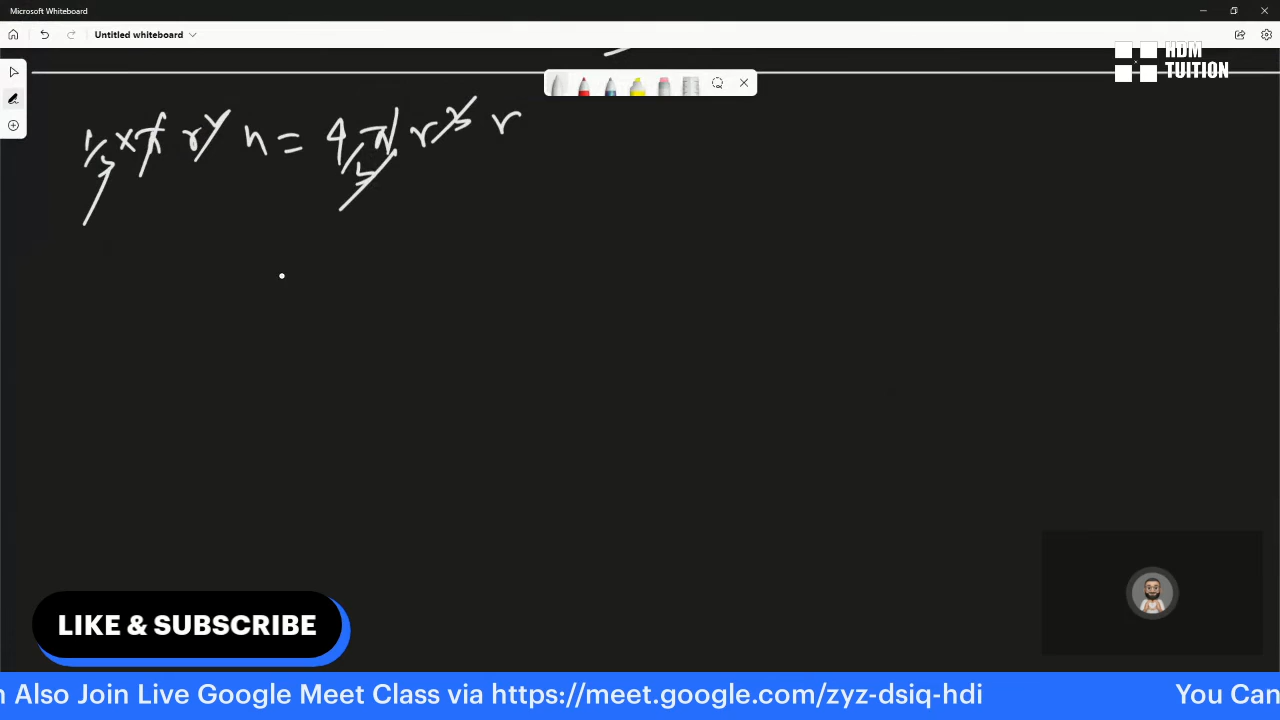 Microsoft Whiteboard
Untitled whiteboard
HDM
TUITION
1/3 × π r² h = 4/3 π r³ r
LIKE & SUBSCRIBE
n Also Join Live Google Meet Class via https://meet.google.com/zyz-dsiq-hdi You Can